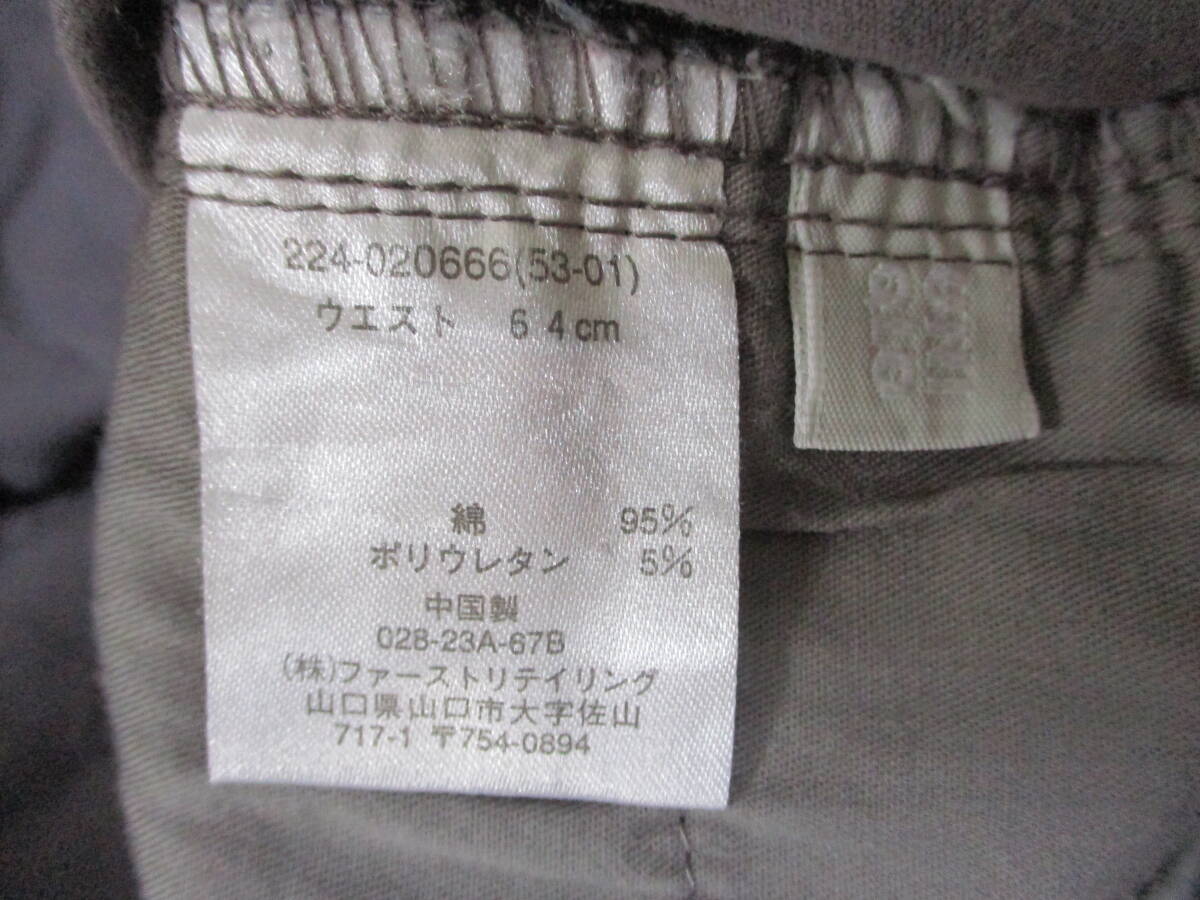 224-020666(53-01)
ウエスト 64cm
綿 95%
ポリウレタン 5%
中国製
028-23A-67B
(株)ファーストリテイリング
山口県山口市大字佐山
717-1 〒754-0894